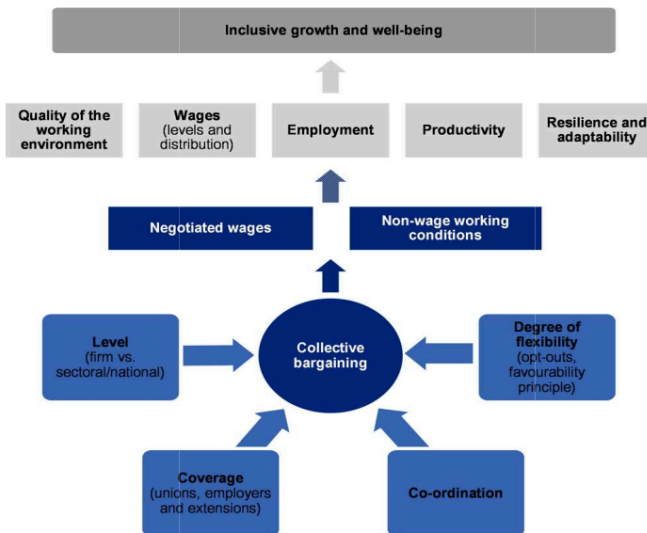 Inclusive growth and well-being
Quality of the
working
environment
Wages
(levels and
distribution)
Employment
Productivity
Resilience and
adaptability
Negotiated wages
Non-wage working
conditions
Level
(firm vs.
sectoral/national)
Collective
bargaining
Degree of
flexibility
(opt-outs,
favourability
principle)
Coverage
(unions, employers
and extensions)
Co-ordination